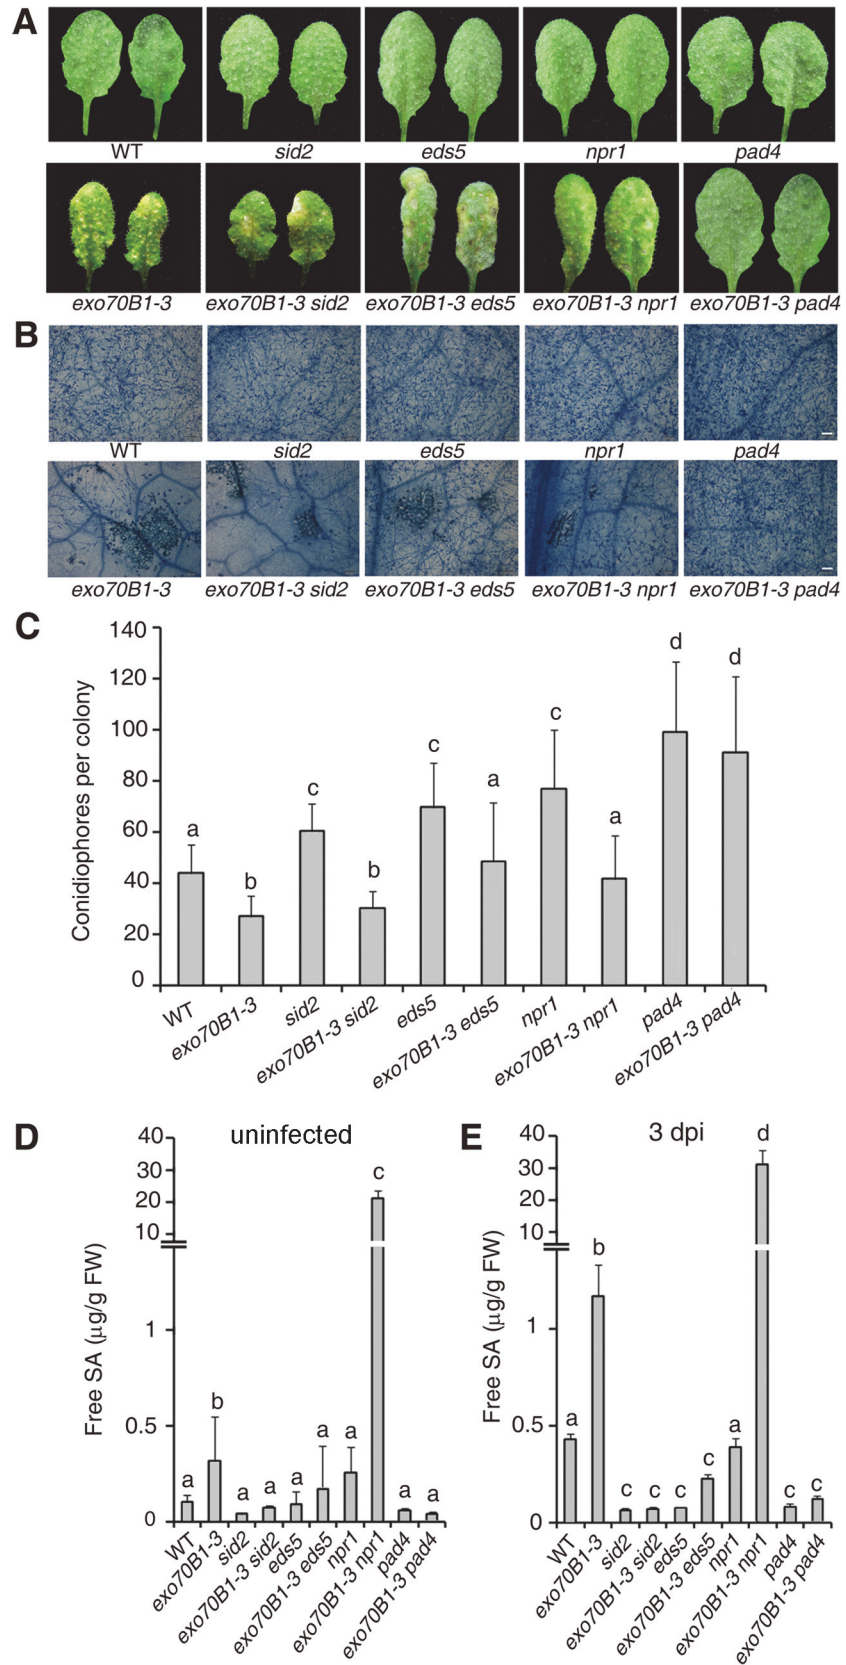 A
WT sid2 eds5 npr1 pad4
exo70B1-3 exo70B1-3 sid2 exo70B1-3 eds5 exo70B1-3 npr1 exo70B1-3 pad4
B
WT sid2 eds5 npr1 pad4
exo70B1-3 exo70B1-3 sid2 exo70B1-3 eds5 exo70B1-3 npr1 exo70B1-3 pad4
C
Conidiophores per colony
140
120
100
80
60
40
20
0
a b c b c a c a d d
WT exo70B1-3 sid2 exo70B1-3 sid2 eds5 exo70B1-3 eds5 npr1 exo70B1-3 npr1 pad4 exo70B1-3 pad4
D
uninfected
Free SA (µg/g FW)
40
30
20
10
1
0.5
0
a b a a a a a c a a
WT exo70B1-3 sid2 exo70B1-3 sid2 eds5 exo70B1-3 eds5 npr1 exo70B1-3 npr1 pad4 exo70B1-3 pad4
E
3 dpi
Free SA (µg/g FW)
40
30
20
10
1
0.5
0
a b c c c c a d c c
WT exo70B1-3 sid2 exo70B1-3 sid2 eds5 exo70B1-3 eds5 npr1 exo70B1-3 npr1 pad4 exo70B1-3 pad4